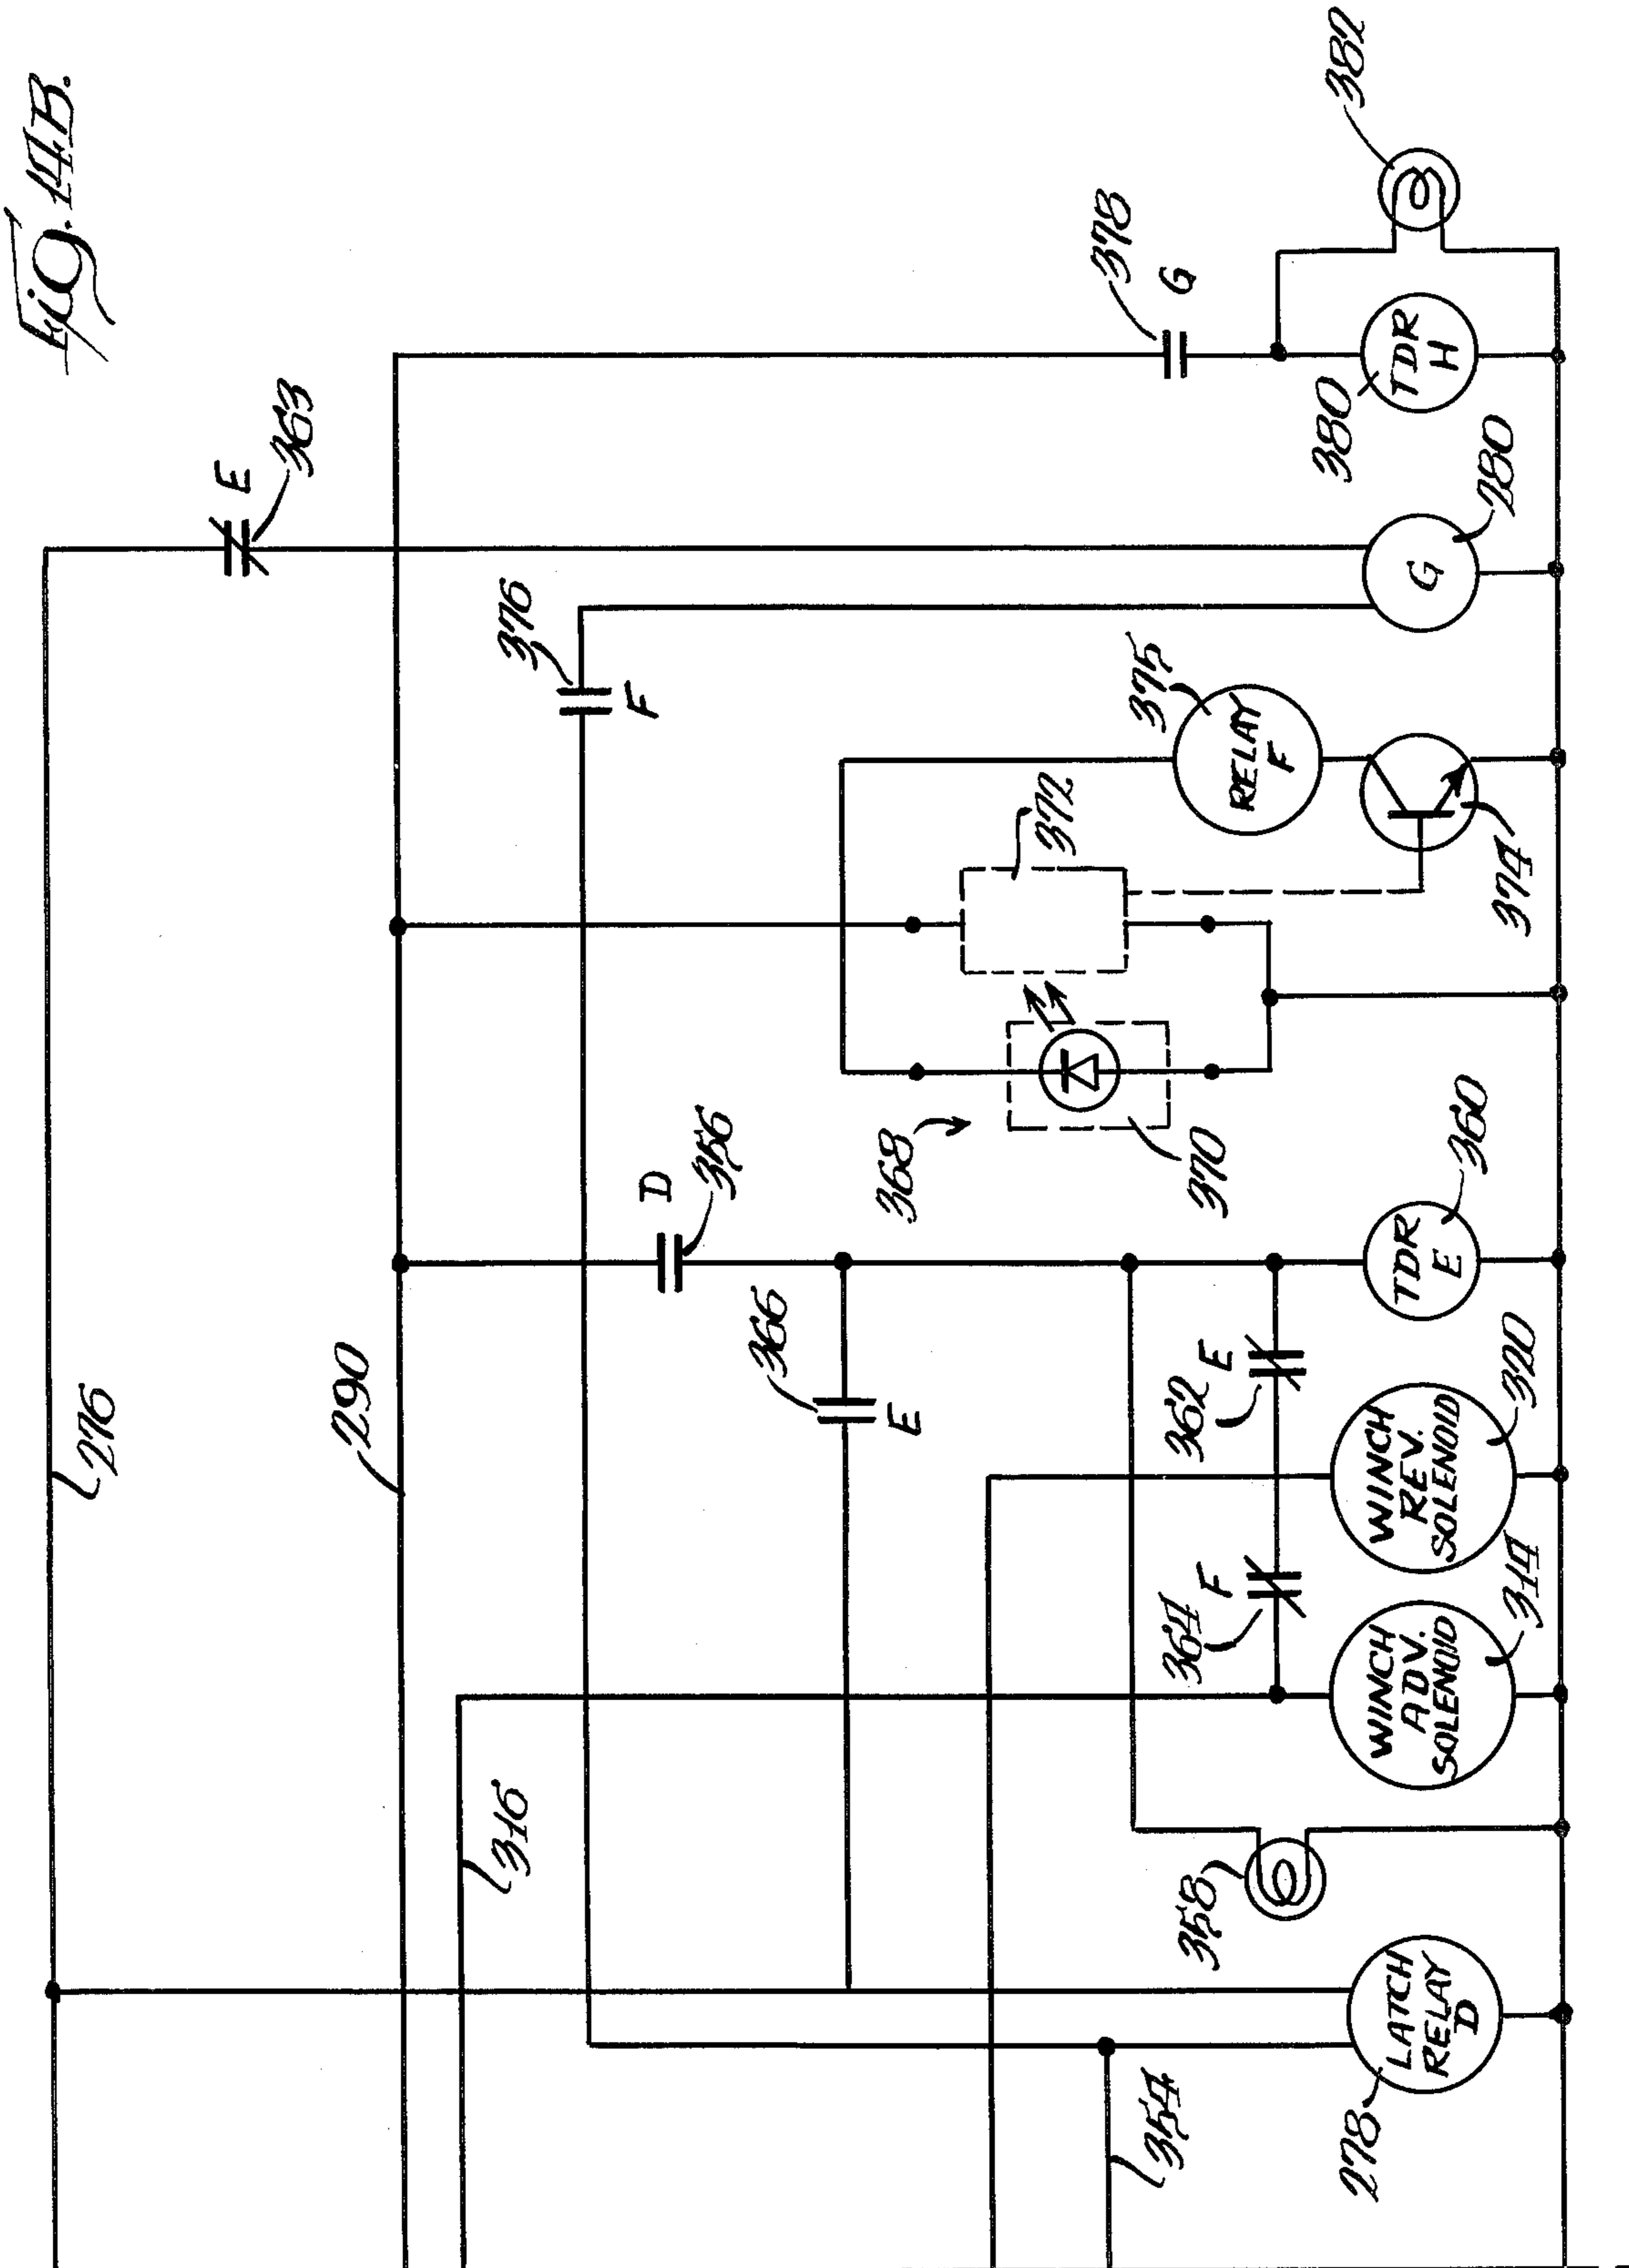 Fig. 14B.
276
E
363
290
316
376
F
D
356
366
E
378
G
382
354
368
370
372
375
RELAY
F
374
364 F
362 E
358
278
LATCH
RELAY
D
WINCH
ADV.
SOLENOID
314
WINCH
REV.
SOLENOID
320
TDR
E
360
G
280
380
TDR
H